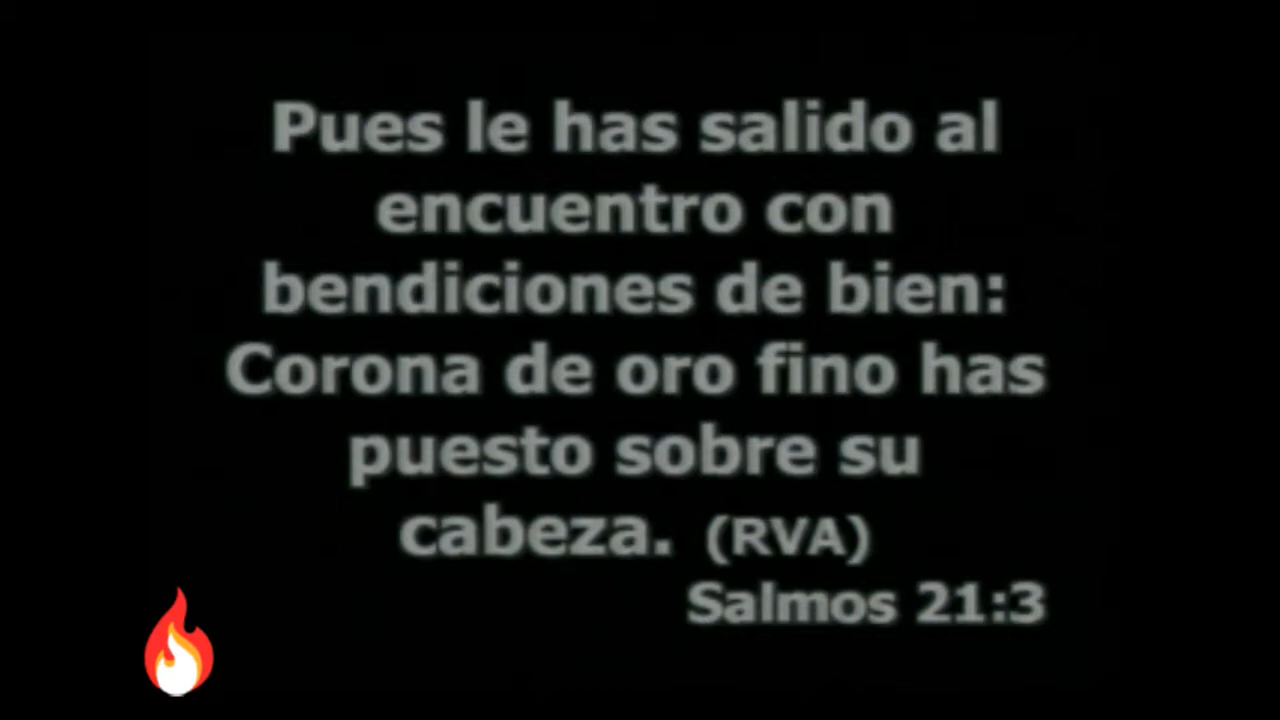 Pues le has salido al
encuentro con
bendiciones de bien:
Corona de oro fino has
puesto sobre su
cabeza. (RVA)
Salmos 21:3